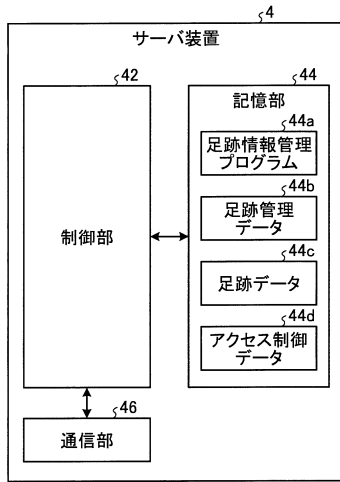 4
サーバ装置
42
制御部
44
記憶部
44a
足跡情報管理
プログラム
44b
足跡管理
データ
44c
足跡データ
44d
アクセス制御
データ
46
通信部